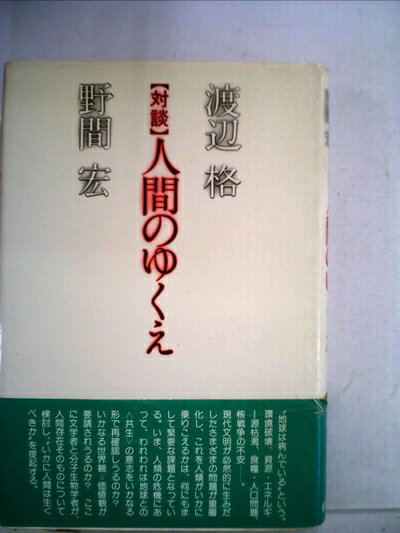 渡辺 格
【対談】人間のゆくえ
野間 宏
〝地球は病んでいる〟という。
環境破壊、資源・エネルギ
ー源枯渇、食糧・人口問題、
核戦争の不安──。
現代文明が必然的に生みだ
したさまざまの問題が重層
化し、これを人類がいかに
乗りこえるかは、何にもま
して緊要な課題となってい
る。いま、人類の危機にあ
って、われわれは地球との
〈共生〉の意志をいかなる
形で再確認しうるのか？
いかなる世界観＝価値観が
要請されうるのか？ ここ
に文学者と分子生物学者が、
人間存在そのものについて
検討し、〝いかに人間は生く
べきか〟を提起する。